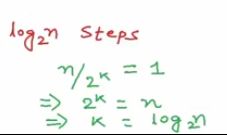 log₂n steps
n/2ᵏ = 1
⇒ 2ᵏ = n
⇒ k = log₂n